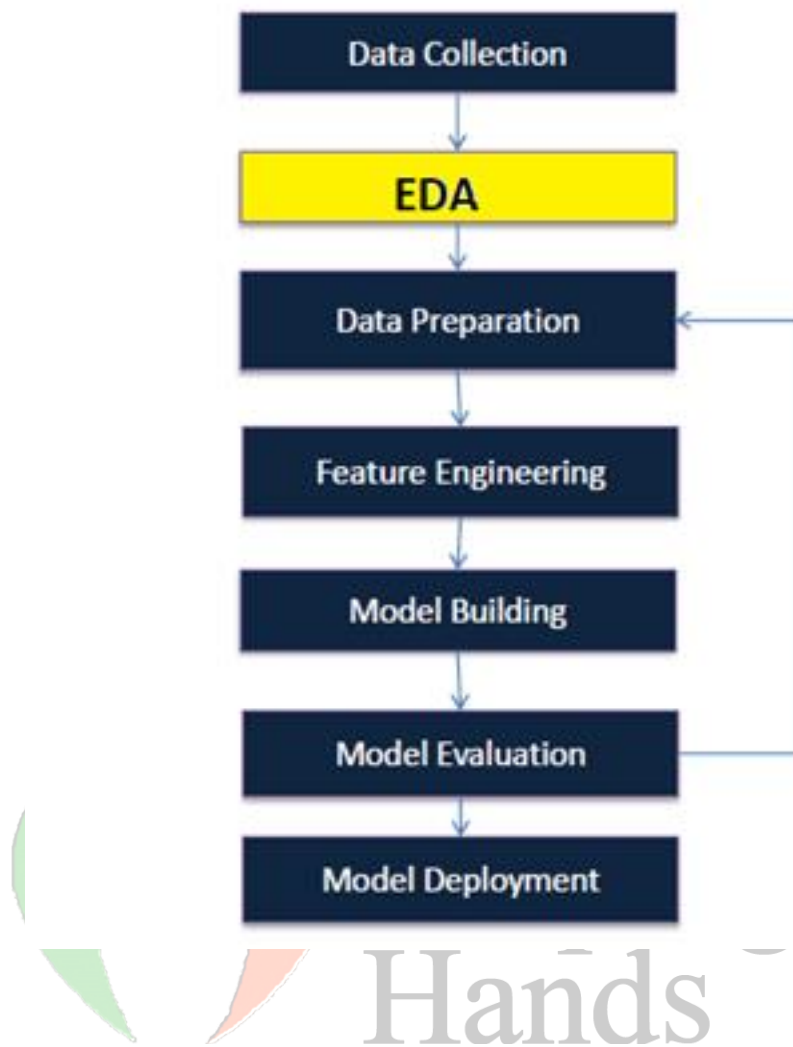 Data Collection
EDA
Data Preparation
Feature Engineering
Model Building
Model Evaluation
Model Deployment
Hands